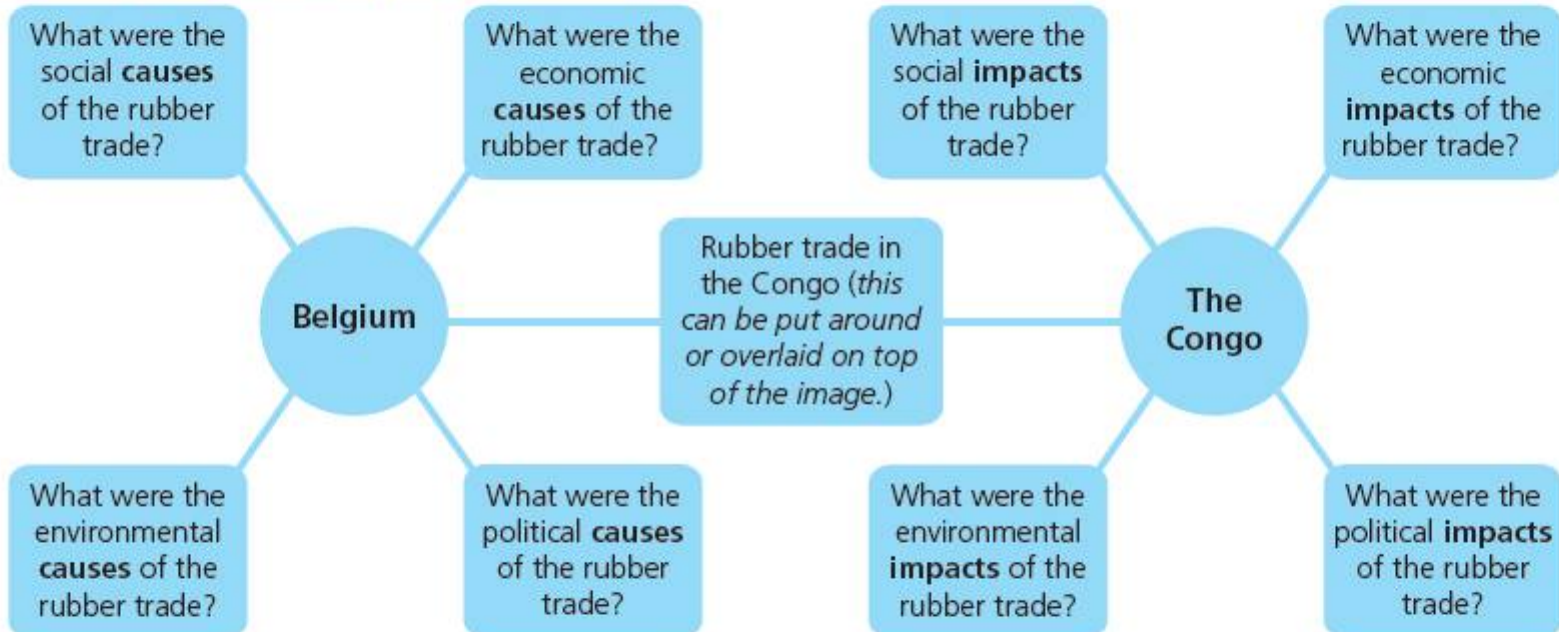 What were the
social causes
of the rubber
trade?
What were the
economic
causes of the
rubber trade?
What were the
social impacts
of the rubber
trade?
What were the
economic
impacts of the
rubber trade?
Belgium
Rubber trade in
the Congo (this
can be put around
or overlaid on top
of the image.)
The
Congo
What were the
environmental
causes of the
rubber trade?
What were the
political causes
of the rubber
trade?
What were the
environmental
impacts of the
rubber trade?
What were the
political impacts
of the rubber
trade?